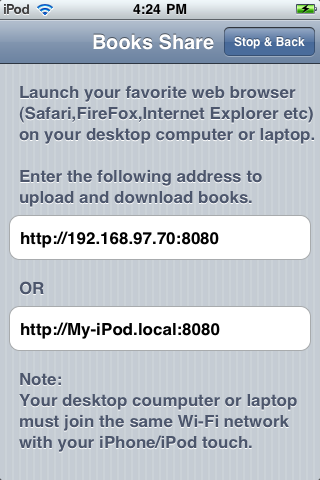 iPod 4:24 PM
Books Share Stop & Back
Launch your favorite web browser
(Safari,FireFox,Internet Explorer etc)
on your desktop computer or laptop.
Enter the following address to
upload and download books.
http://192.168.97.70:8080
OR
http://My-iPod.local:8080
Note:
Your desktop coumputer or laptop
must join the same Wi-Fi network
with your iPhone/iPod touch.